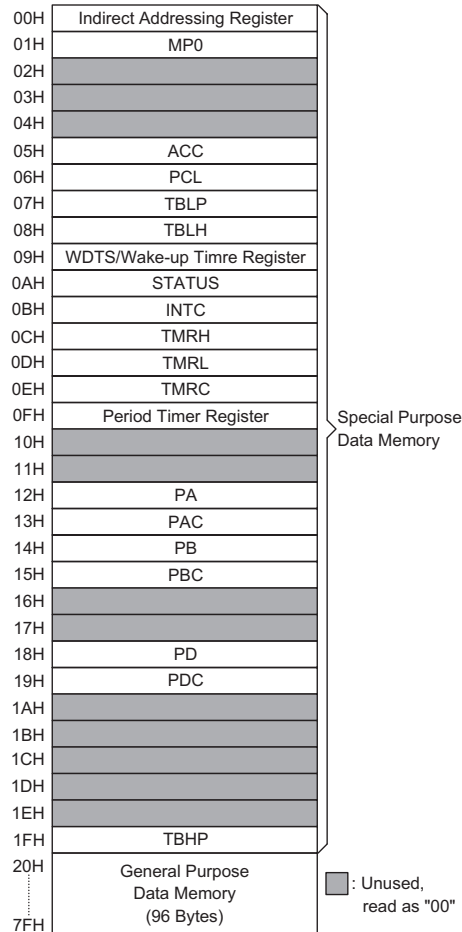 00H Indirect Addressing Register
01H MP0
02H
03H
04H
05H ACC
06H PCL
07H TBLP
08H TBLH
09H WDTS/Wake-up Timre Register
0AH STATUS
0BH INTC
0CH TMRH
0DH TMRL
0EH TMRC
0FH Period Timer Register
Special Purpose
Data Memory
10H
11H
12H PA
13H PAC
14H PB
15H PBC
16H
17H
18H PD
19H PDC
1AH
1BH
1CH
1DH
1EH
1FH TBHP
20H
General Purpose
Data Memory
(96 Bytes)
7FH
: Unused,
read as "00"